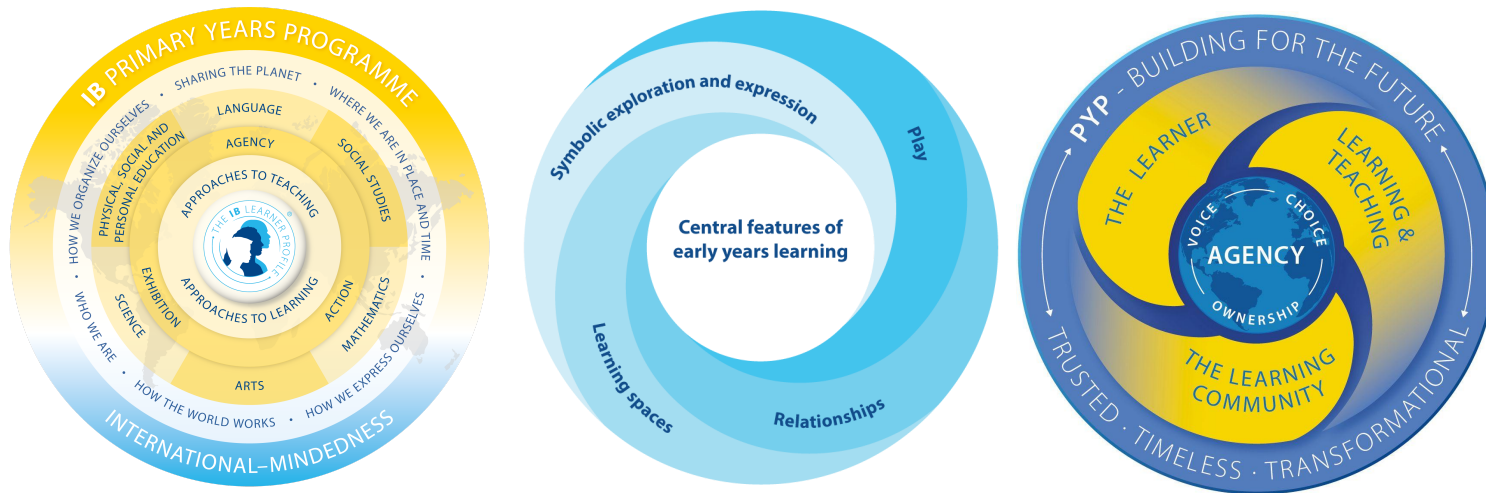 IB PRIMARY YEARS PROGRAMME
SHARING THE PLANET
•
WHERE WE ARE IN PLACE AND TIME
•
HOW WE EXPRESS OURSELVES
•
HOW THE WORLD WORKS
•
WHO WE ARE
•
HOW WE ORGANIZE OURSELVES
•
LANGUAGE
SOCIAL STUDIES
MATHEMATICS
ARTS
SCIENCE
PHYSICAL, SOCIAL AND
PERSONAL EDUCATION
AGENCY
ACTION
EXHIBITION
APPROACHES TO TEACHING
THE IB LEARNER PROFILE
®
APPROACHES TO LEARNING
INTERNATIONAL–MINDEDNESS
Symbolic exploration and expression
Play
Central features of
early years learning
Learning spaces
Relationships
PYP - BUILDING FOR THE FUTURE
THE LEARNER
LEARNING &
TEACHING
VOICE
CHOICE
AGENCY
OWNERSHIP
THE LEARNING
COMMUNITY
TRUSTED · TIMELESS · TRANSFORMATIONAL